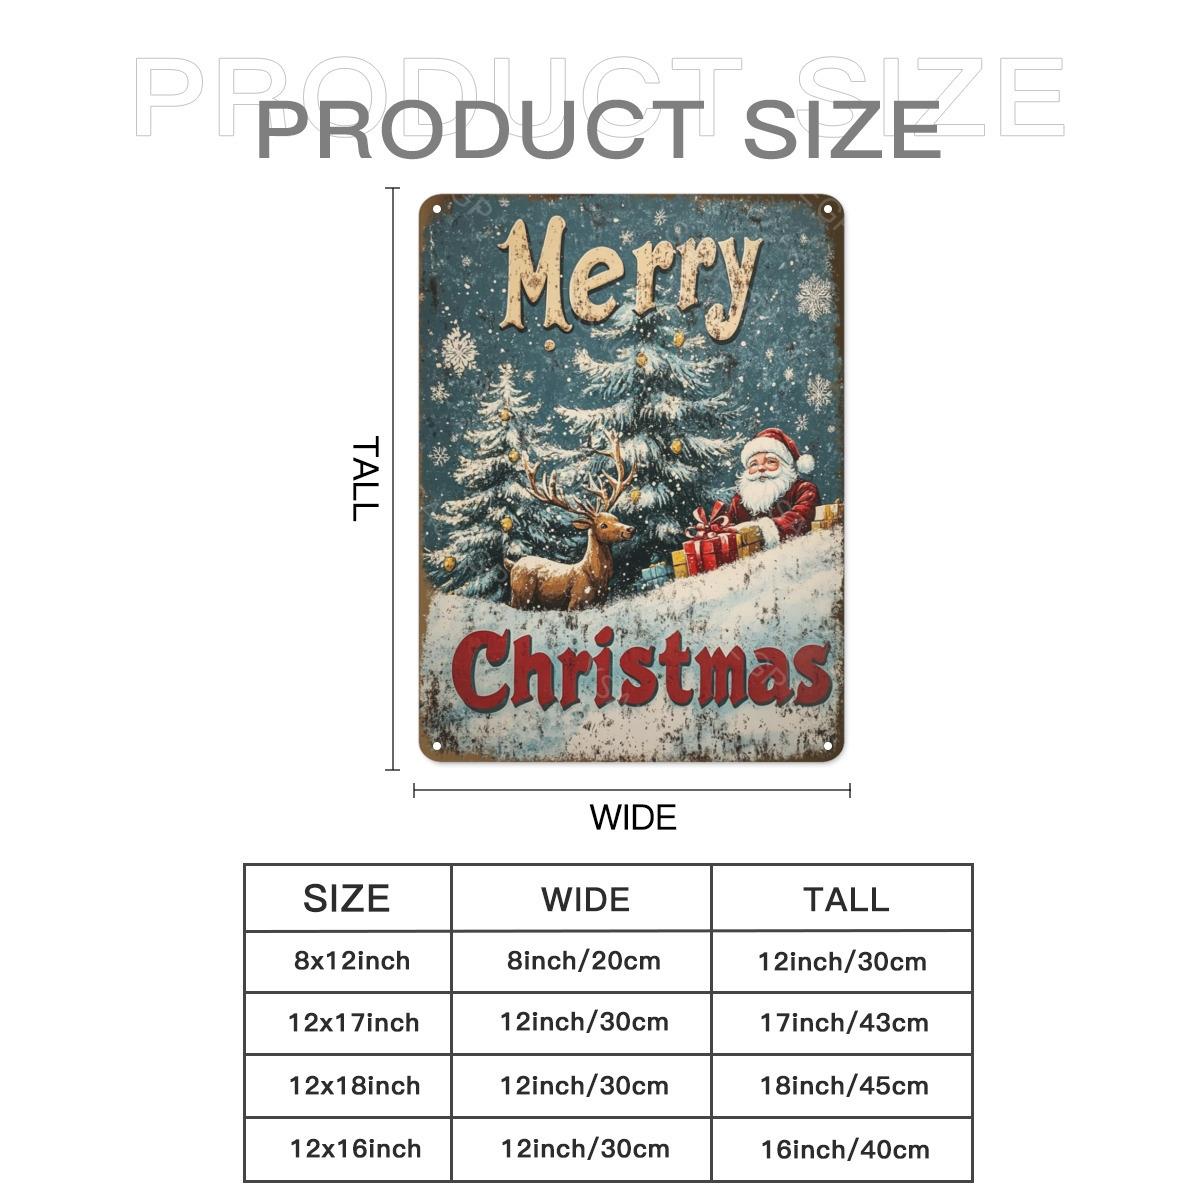 PRODUCT SIZE
PRODUCT SIZE
Merry
Christmas
TALL
WIDE
SIZE WIDE TALL
8x12inch 8inch/20cm 12inch/30cm
12x17inch 12inch/30cm 17inch/43cm
12x18inch 12inch/30cm 18inch/45cm
12x16inch 12inch/30cm 16inch/40cm